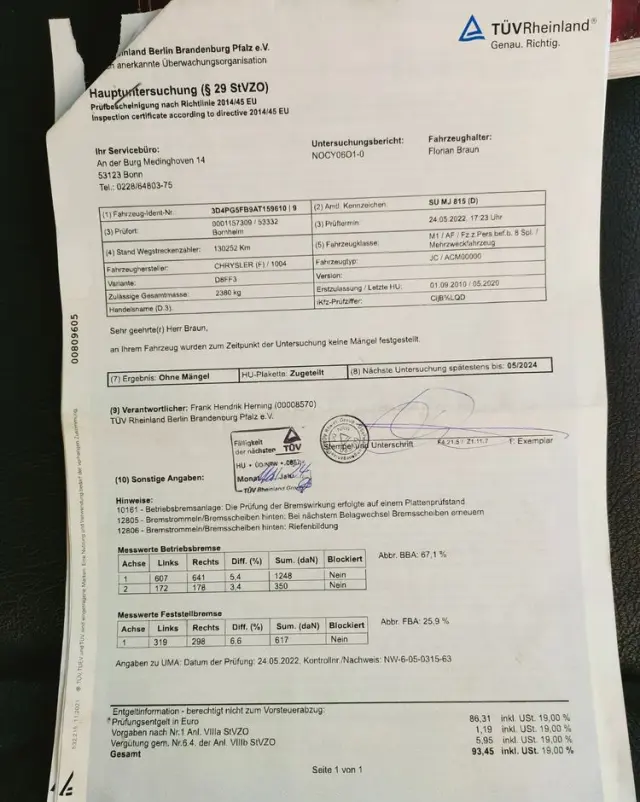 TÜVRheinland®
Genau. Richtig.
inland Berlin Brandenburg Pfalz e.V.
anerkannte Überwachungsorganisation
Hauptuntersuchung (§ 29 StVZO)
Prüfbescheinigung nach Richtlinie 2014/45 EU
Inspection certificate according to directive 2014/45 EU
Ihr Servicebüro:
An der Burg Medinghoven 14
53123 Bonn
Tel.: 0228/64803-75
Untersuchungsbericht:
NOCY06O1-0
Fahrzeughalter:
Florian Braun
(1) Fahrzeug-Ident-Nr. 3D4PG5FB9AT159610 | 9 (2) Amtl. Kennzeichen: SU MJ 815 (D)
(3) Prüfort: 0001157309 / 53332 Bornheim (3) Prüftermin: 24.05.2022, 17:23 Uhr
(4) Stand Wegstreckenzähler: 130252 Km (5) Fahrzeugklasse: M1 / AF / Fz.z.Pers.bef.b. 8 Spl. / Mehrzweckfahrzeug
Fahrzeughersteller: CHRYSLER (F) / 1004 Fahrzeugtyp: JC / ACM00000
Variante: D8FF3 Version:
Zulässige Gesamtmasse: 2380 kg Erstzulassung / Letzte HU: 01.09.2010 / 05.2020
Handelsname (D.3): Kfz-Prüfziffer:
Sehr geehrte(r) Herr Braun,
an Ihrem Fahrzeug wurden zum Zeitpunkt der Untersuchung keine Mängel festgestellt.
(7) Ergebnis: Ohne Mängel HU-Plakette: Zugeteilt (8) Nächste Untersuchung spätestens bis: 05/2024
(9) Verantwortlicher: Frank Hendrik Herning (00008570)
TÜV Rheinland Berlin Brandenburg Pfalz e.V.
Fälligkeit
der nächsten TÜV
HU
Monat Jahr
TÜV Rheinland
Stempel und Unterschrift 1. Exemplar
(10) Sonstige Angaben:
Hinweise:
10161 - Betriebsbremsanlage: Die Prüfung der Bremswirkung erfolgte auf einem Plattenprüfstand
12805 - Bremstrommeln/Bremsscheiben hinten: Bei nächstem Belagwechsel Bremsscheiben erneuern
12806 - Bremstrommeln/Bremsscheiben hinten: Riefenbildung
Messwerte Betriebsbremse
Achse Links Rechts Diff. (%) Sum. (daN) Blockiert
1 607 641 5,4 1248 Nein
2 172 178 3,4 350 Nein
Abbr. BBA: 67,1 %
Messwerte Feststellbremse
Achse Links Rechts Diff. (%) Sum. (daN) Blockiert
1 319 298 6,6 617 Nein
Abbr. FBA: 25,9 %
Angaben zu UMA: Datum der Prüfung: 24.05.2022, Kontrollnr./Nachweis: NW-6-05-0315-63
Entgeltinformation - berechtigt nicht zum Vorsteuerabzug:
Prüfungsentgelt in Euro 86,31 inkl. USt. 19,00 %
Vorgaben nach Nr.1 Anl. VIIIa StVZO 1,19 inkl. USt. 19,00 %
Vergütung gem. Nr.6.4. der Anl. VIIIb StVZO 5,95 inkl. USt. 19,00 %
Gesamt 93,45 inkl. USt. 19,00 %
Seite 1 von 1
00809605